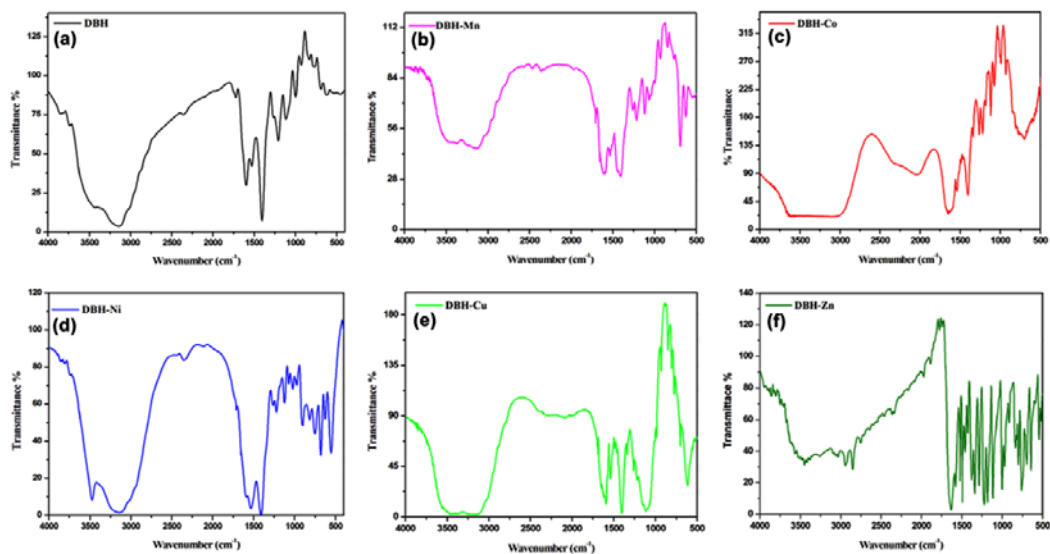 DBH
(a)
Transmittance %
125
100
75
50
25
0
4000 3500 3000 2500 2000 1500 1000 500
Wavenumber (cm⁻¹)
DBH-Mn
(b)
Transmittance %
112
84
56
28
0
4000 3500 3000 2500 2000 1500 1000 500
Wavenumber (cm⁻¹)
DBH-Co
(c)
% Transmittance
315
270
225
180
135
90
45
0
4000 3000 2000 1500 1000 500
Wavenumber (cm⁻¹)
DBH-Ni
(d)
Transmittance %
120
100
80
60
40
20
0
4000 3500 3000 2500 2000 1500 1000 500
Wavenumber (cm⁻¹)
DBH-Cu
(e)
Transmittance %
180
135
90
45
0
4000 3500 3000 2500 2000 1500 1000 500
Wavenumber (cm⁻¹)
DBH-Zn
(f)
Transmittace %
140
120
100
80
60
40
20
0
4000 3500 3000 2500 2000 1500 1000 500
Wavenumber (cm⁻¹)